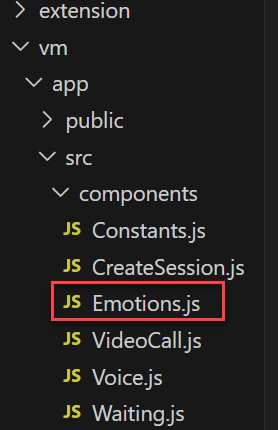 extension
vm
app
public
src
components
JS Constants.js
JS CreateSession.js
JS Emotions.js
JS VideoCall.js
JS Voice.js
JS Waiting.js